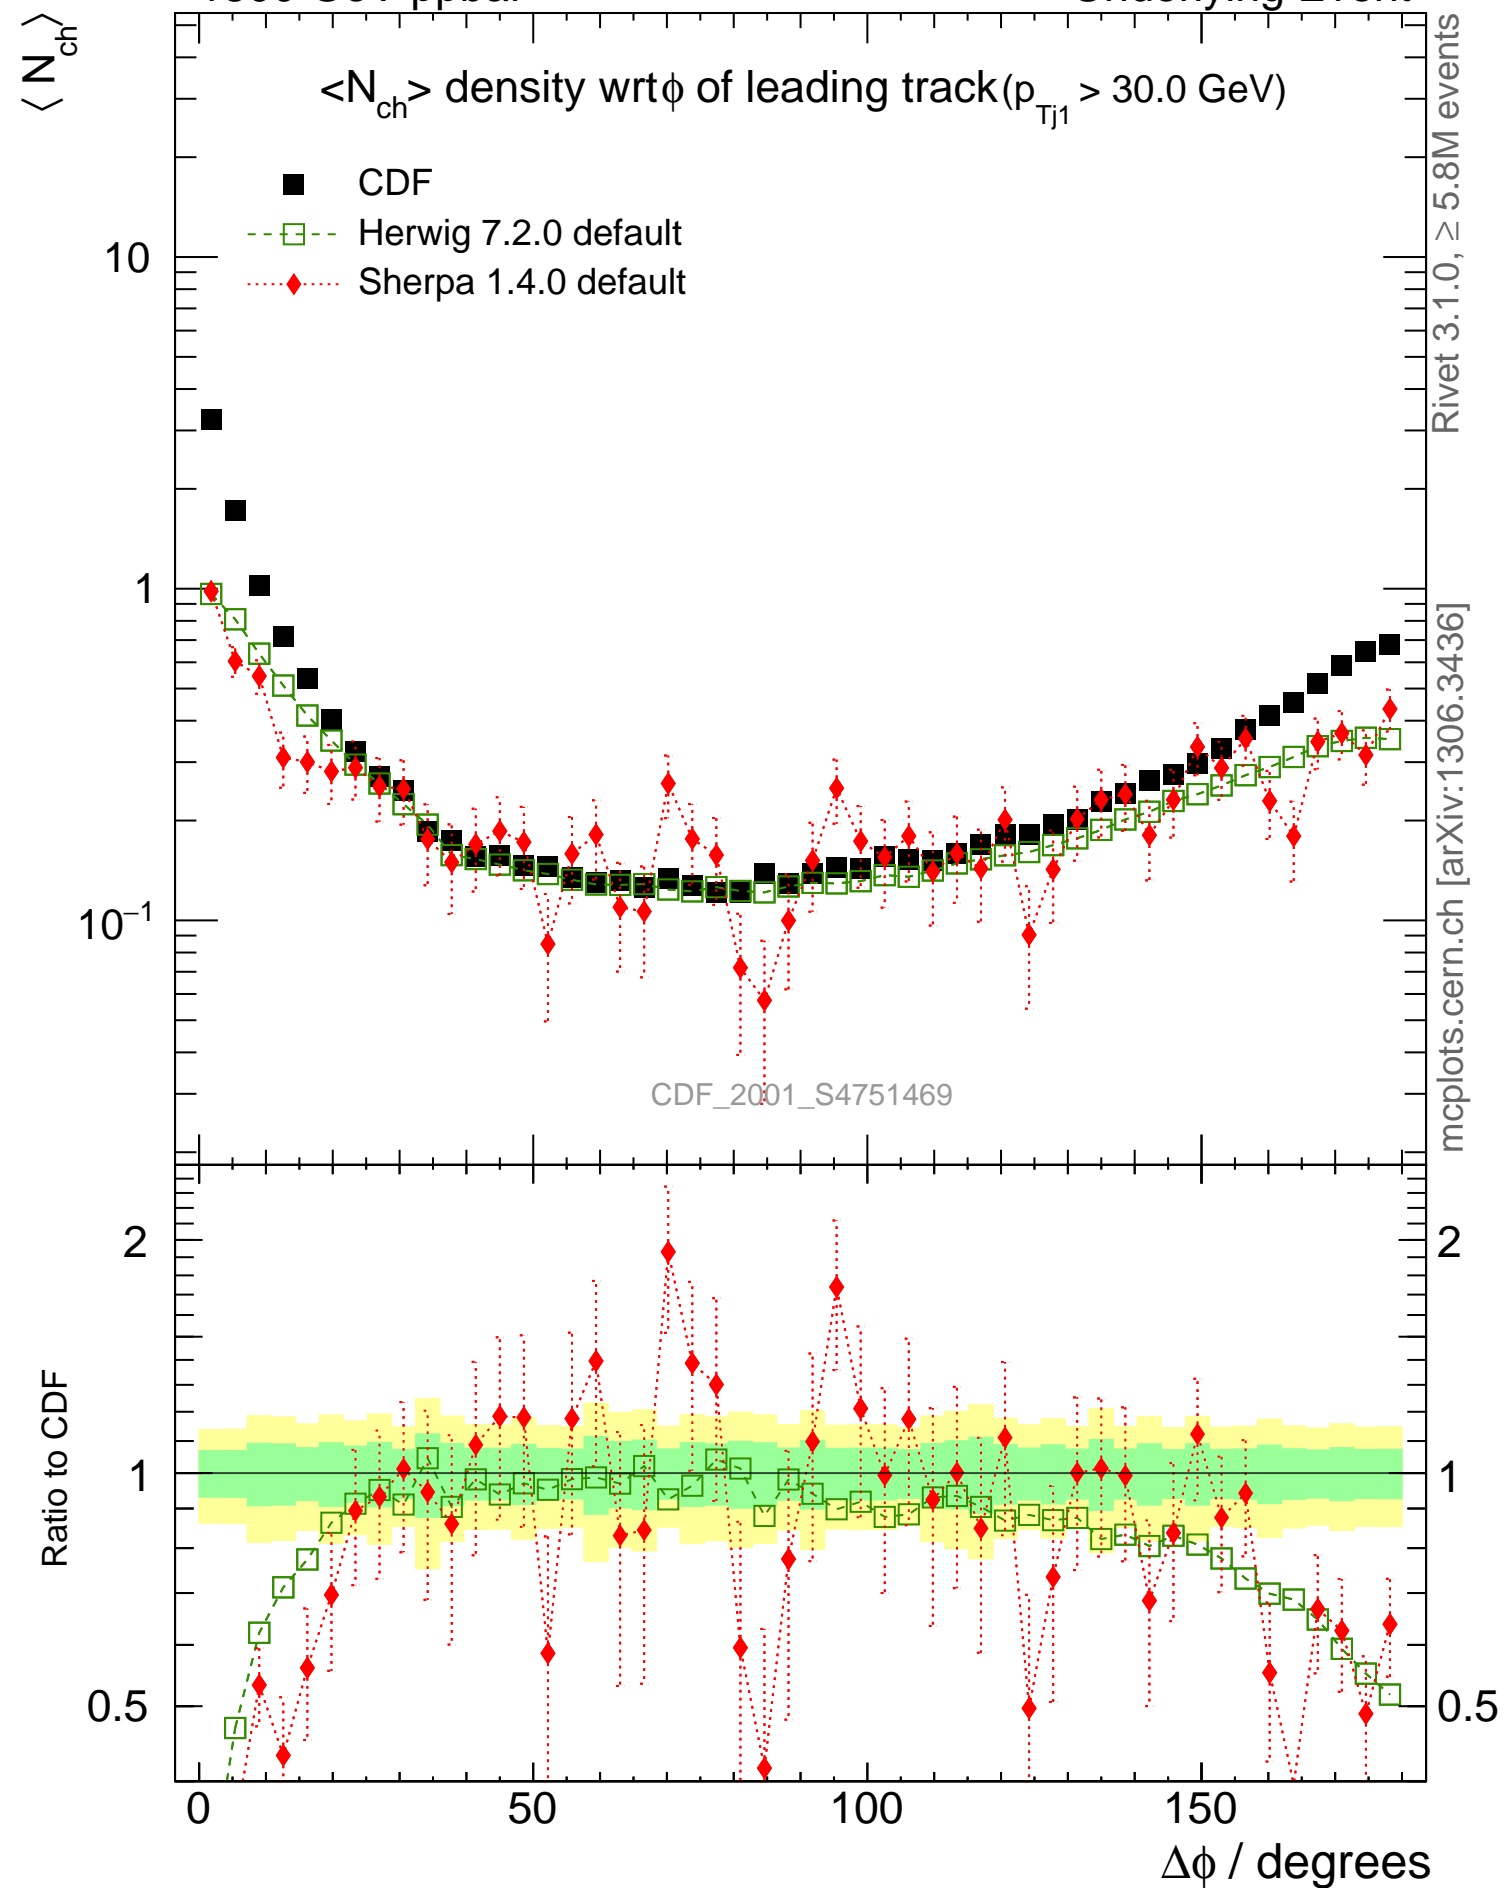 ⟨ N_ch ⟩
<N_ch> density wrtϕ of leading track(p_Tj1 > 30.0 GeV)
CDF
Herwig 7.2.0 default
Sherpa 1.4.0 default
10
1
10^−1
CDF_2001_S4751469
Rivet 3.1.0, ≥ 5.8M events
mcplots.cern.ch [arXiv:1306.3436]
Ratio to CDF
2
1
0.5
2
1
0.5
0
50
100
150
Δϕ / degrees